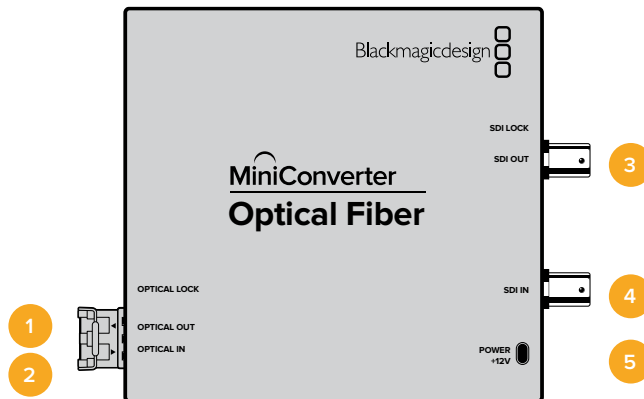 Blackmagicdesign
SDI LOCK
SDI OUT
3
MiniConverter
Optical Fiber
OPTICAL LOCK
SDI IN
4
1
OPTICAL OUT
OPTICAL IN
2
POWER
+12V
5